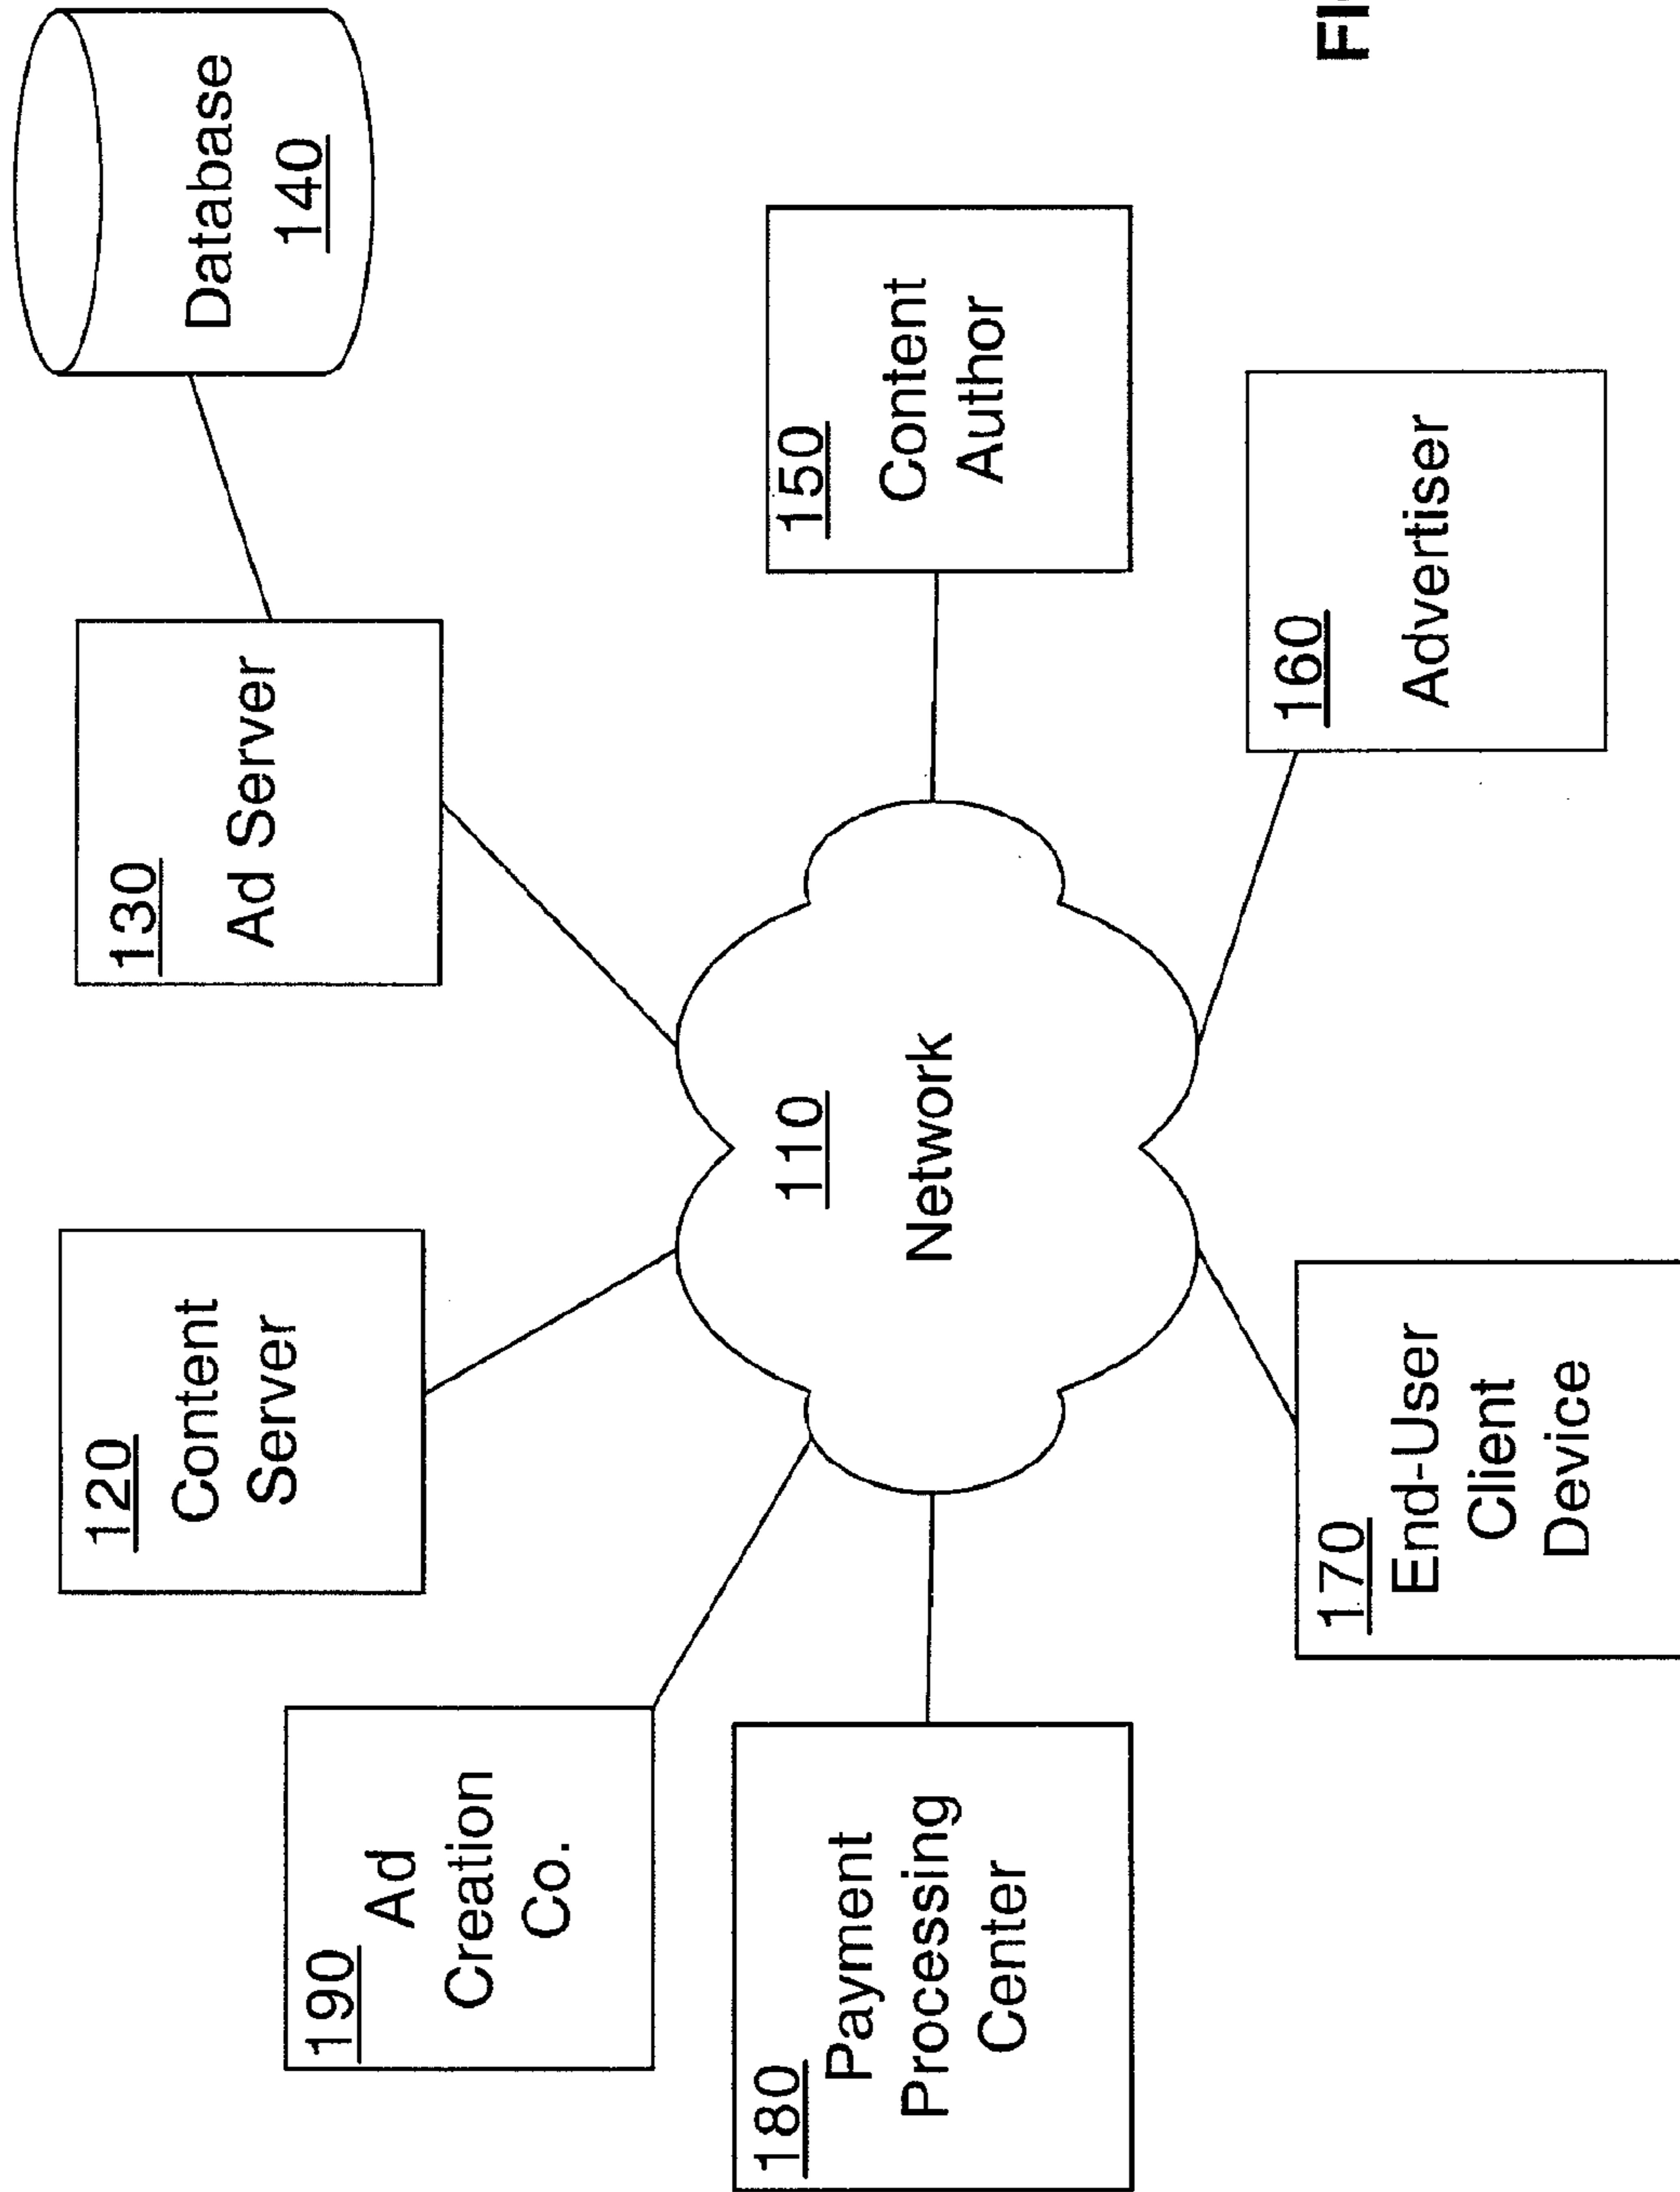 120
Content
Server
130
Ad Server
Database
140
190
Ad
Creation
Co.
110
Network
150
Content
Author
180
Payment
Processing
Center
160
Advertiser
170
End-User
Client
Device